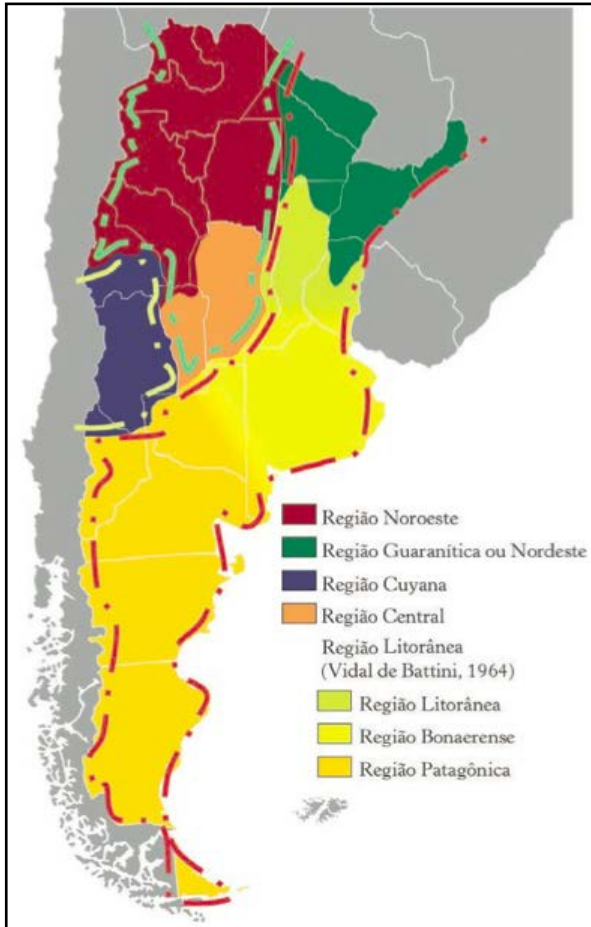 Região Noroeste
Região Guaranítica ou Nordeste
Região Cuyana
Região Central
Região Litorânea
(Vidal de Battini, 1964)
Região Litorânea
Região Bonaerense
Região Patagônica